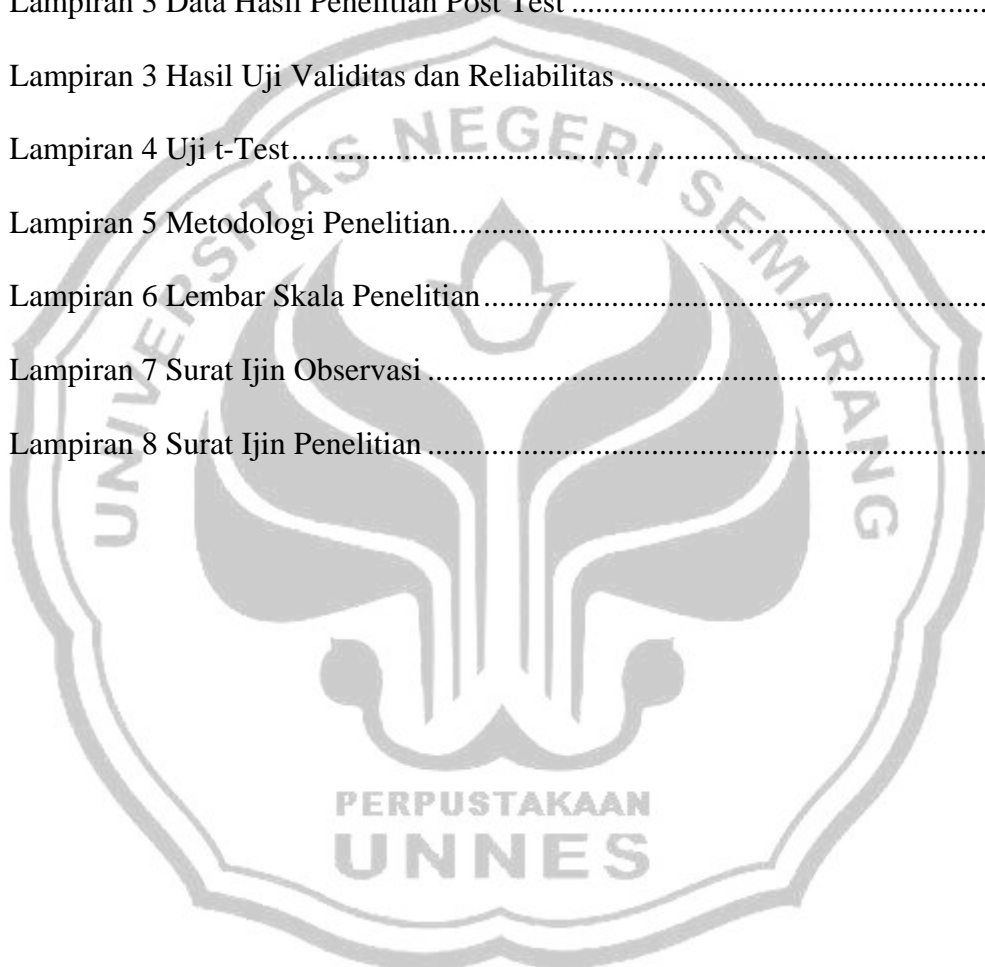 Lampiran 3 Data Hasil Penelitian Post Test ..........................................
Lampiran 3 Hasil Uji Validitas dan Reliabilitas ..........................................
Lampiran 4 Uji t-Test..........................................
Lampiran 5 Metodologi Penelitian..........................................
Lampiran 6 Lembar Skala Penelitian ..........................................
Lampiran 7 Surat Ijin Observasi ..........................................
Lampiran 8 Surat Ijin Penelitian ..........................................
UNIVERSITAS NEGERI SEMARANG
PERPUSTAKAAN
UNNES